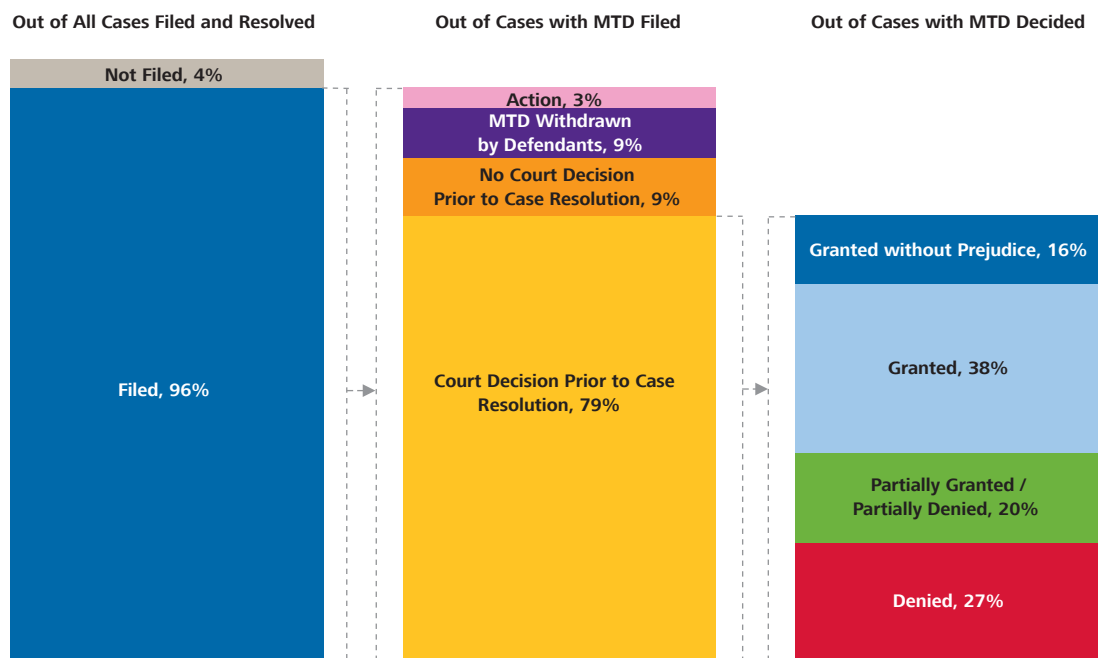 Out of All Cases Filed and Resolved
Not Filed, 4%
Filed, 96%
Out of Cases with MTD Filed
Action, 3%
MTD Withdrawn
by Defendants, 9%
No Court Decision
Prior to Case Resolution, 9%
Court Decision Prior to Case
Resolution, 79%
Out of Cases with MTD Decided
Granted without Prejudice, 16%
Granted, 38%
Partially Granted /
Partially Denied, 20%
Denied, 27%